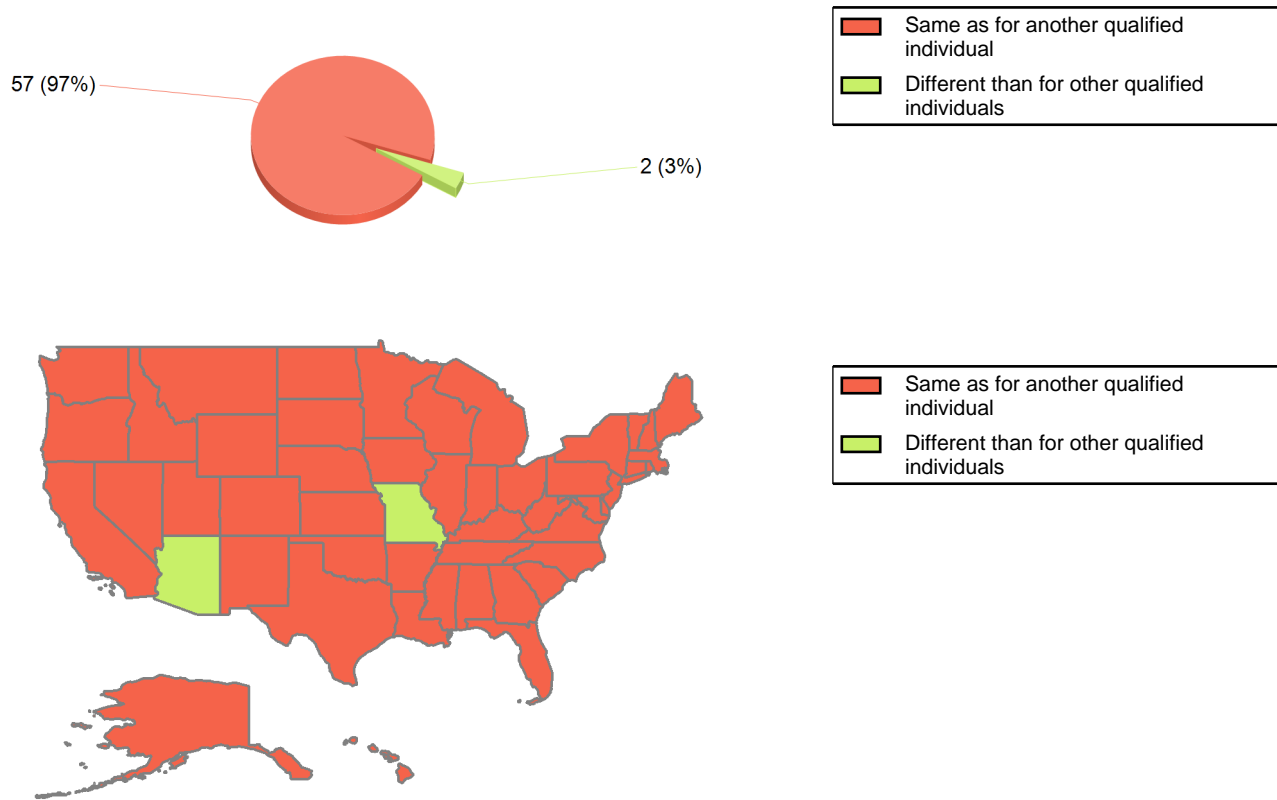 57 (97%)
2 (3%)
Same as for another qualified
individual
Different than for other qualified
individuals
Same as for another qualified
individual
Different than for other qualified
individuals